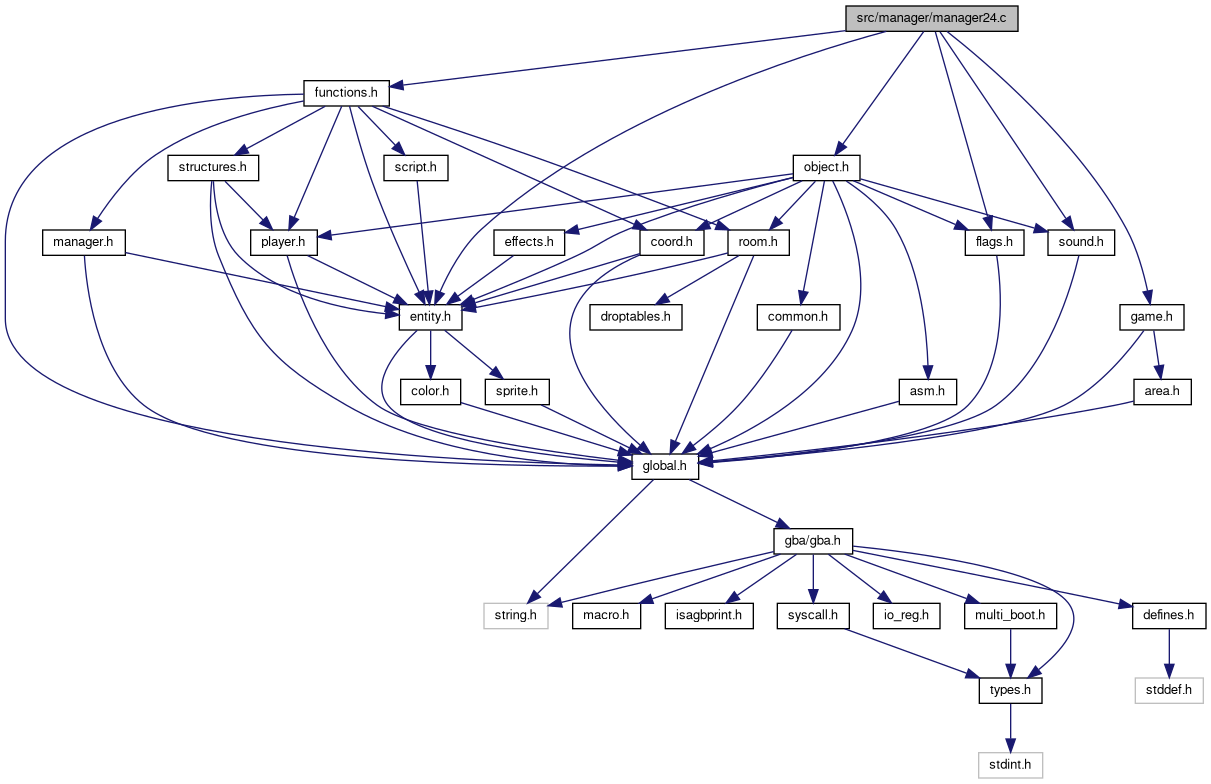 src/manager/manager24.c
functions.h
structures.h
script.h
object.h
manager.h
player.h
effects.h
coord.h
room.h
flags.h
sound.h
entity.h
droptables.h
common.h
game.h
color.h
sprite.h
asm.h
area.h
global.h
gba/gba.h
string.h
macro.h
isagbprint.h
syscall.h
io_reg.h
multi_boot.h
defines.h
types.h
stddef.h
stdint.h